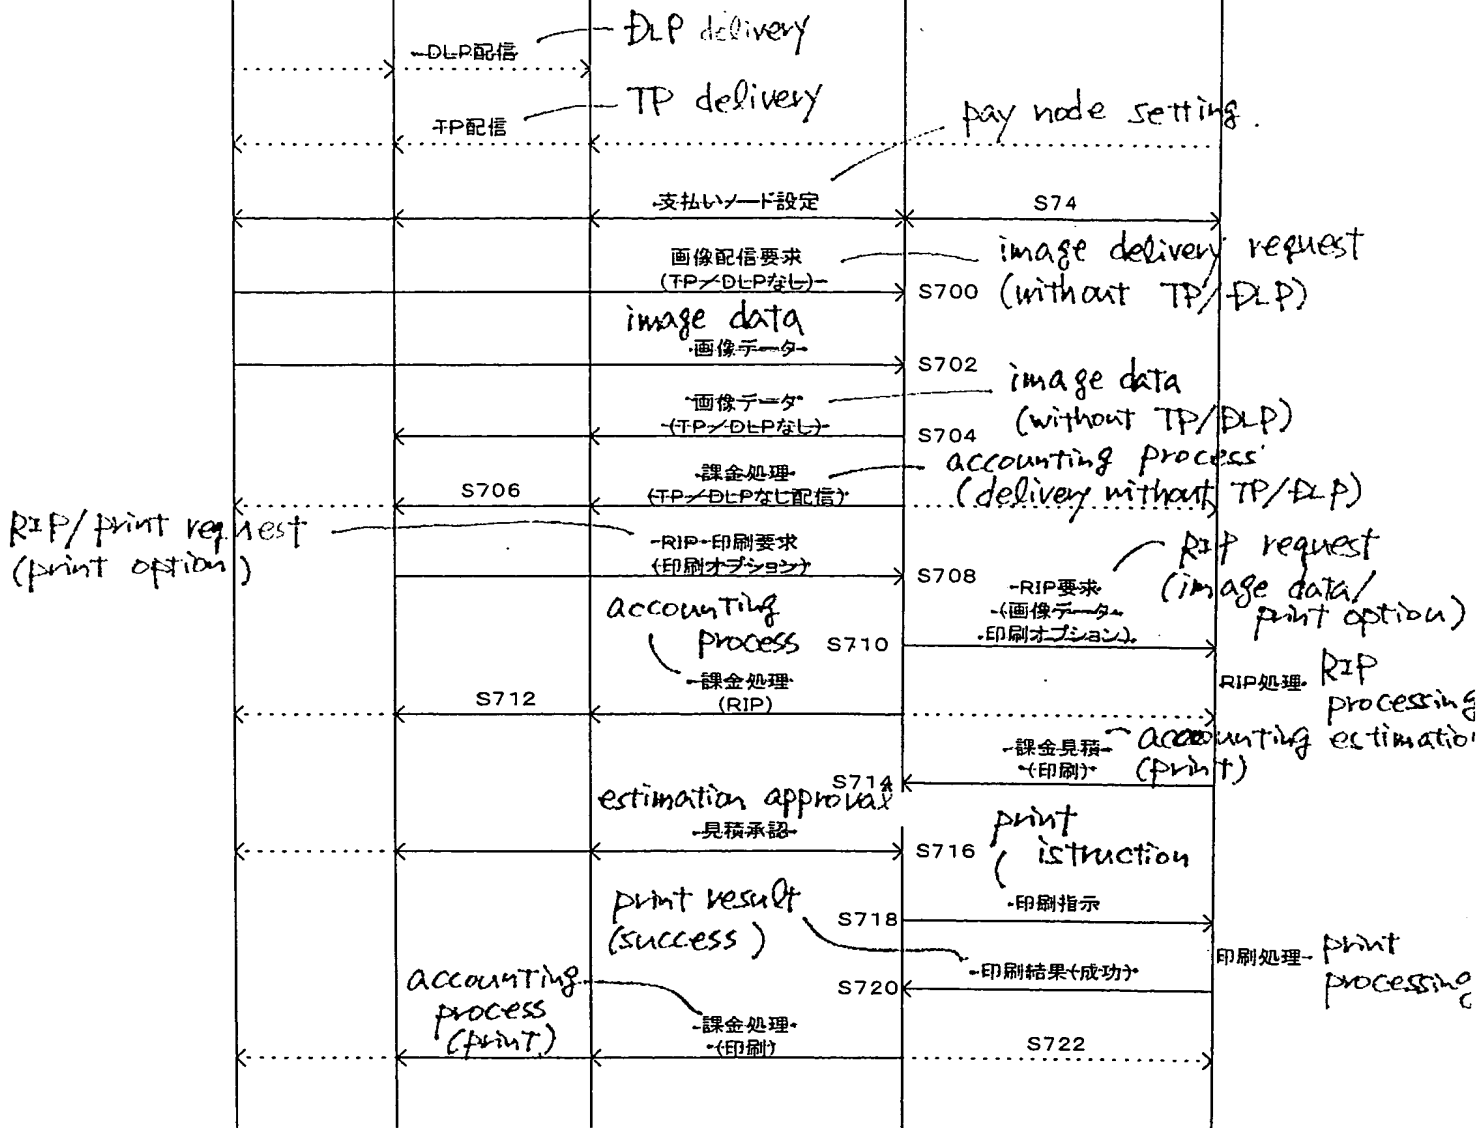 DLP配信
DLP delivery
TP配信
TP delivery
pay node setting.
支払いノード設定
S74
画像配信要求
(TP/DLPなし)
S700
image delivery request
(without TP/DLP)
image data
画像データ
S702
画像データ
(TP/DLPなし)
S704
image data
(without TP/DLP)
課金処理
(TP/DLPなし配信)
S706
accounting process
(delivery without TP/DLP)
RIP/print request
(print option)
RIP・印刷要求
(印刷オプション)
S708
RIP request
(image data/
print option)
RIP要求
(画像データ
印刷オプション)
accounting
process
S710
課金処理
(RIP)
S712
RIP処理
RIP
processing
課金見積
(印刷)
S714
accounting estimatio
(print)
estimation approval
見積承認
S716
print
istruction
印刷指示
S718
print result
(success)
印刷処理
print
processing
印刷結果(成功)
S720
accounting
process
(print)
課金処理
(印刷)
S722